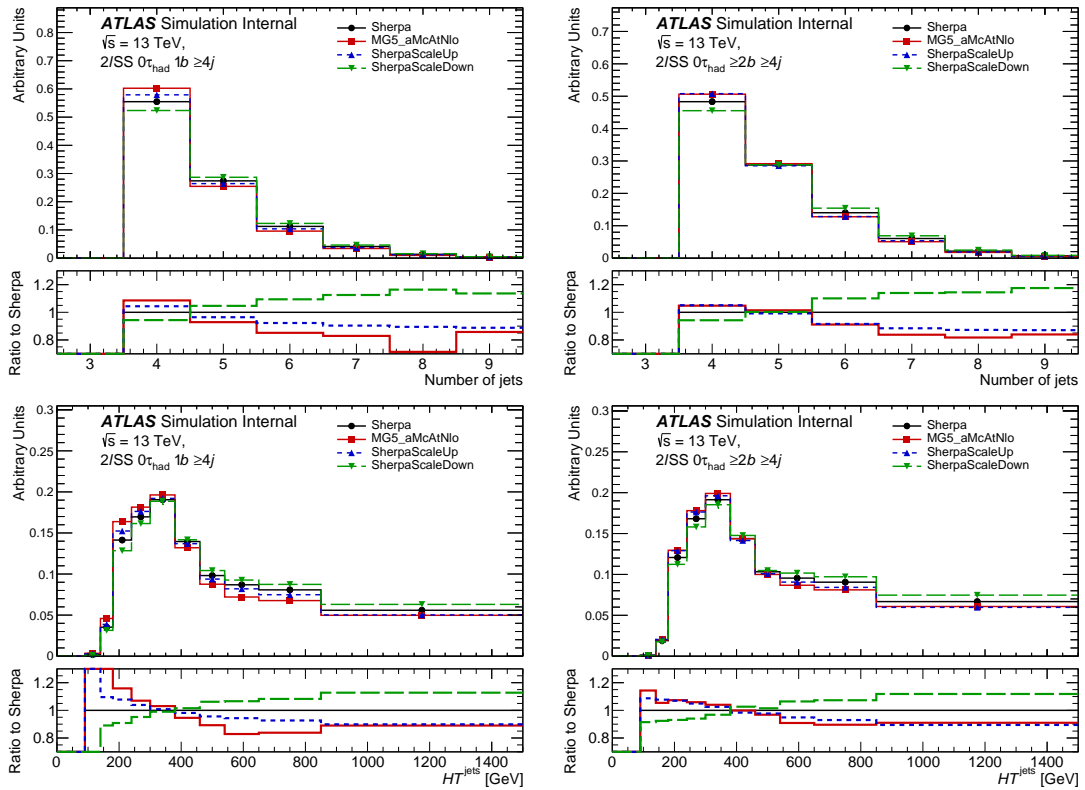 ATLAS Simulation Internal
√s = 13 TeV,
2lSS 0τhad 1b ≥4j
Sherpa
MG5_aMcAtNlo
SherpaScaleUp
SherpaScaleDown
Arbitrary Units
0.8
0.7
0.6
0.5
0.4
0.3
0.2
0.1
0
Ratio to Sherpa
1.2
1
0.8
3 4 5 6 7 8 9
Number of jets
ATLAS Simulation Internal
√s = 13 TeV,
2lSS 0τhad ≥2b ≥4j
Sherpa
MG5_aMcAtNlo
SherpaScaleUp
SherpaScaleDown
Arbitrary Units
0.7
0.6
0.5
0.4
0.3
0.2
0.1
0
Ratio to Sherpa
1.2
1
0.8
3 4 5 6 7 8 9
Number of jets
ATLAS Simulation Internal
√s = 13 TeV,
2lSS 0τhad 1b ≥4j
Sherpa
MG5_aMcAtNlo
SherpaScaleUp
SherpaScaleDown
Arbitrary Units
0.3
0.25
0.2
0.15
0.1
0.05
0
Ratio to Sherpa
1.2
1
0.8
0 200 400 600 800 1000 1200 1400
HT^jets [GeV]
ATLAS Simulation Internal
√s = 13 TeV,
2lSS 0τhad ≥2b ≥4j
Sherpa
MG5_aMcAtNlo
SherpaScaleUp
SherpaScaleDown
Arbitrary Units
0.3
0.25
0.2
0.15
0.1
0.05
0
Ratio to Sherpa
1.2
1
0.8
0 200 400 600 800 1000 1200 1400
HT^jets [GeV]